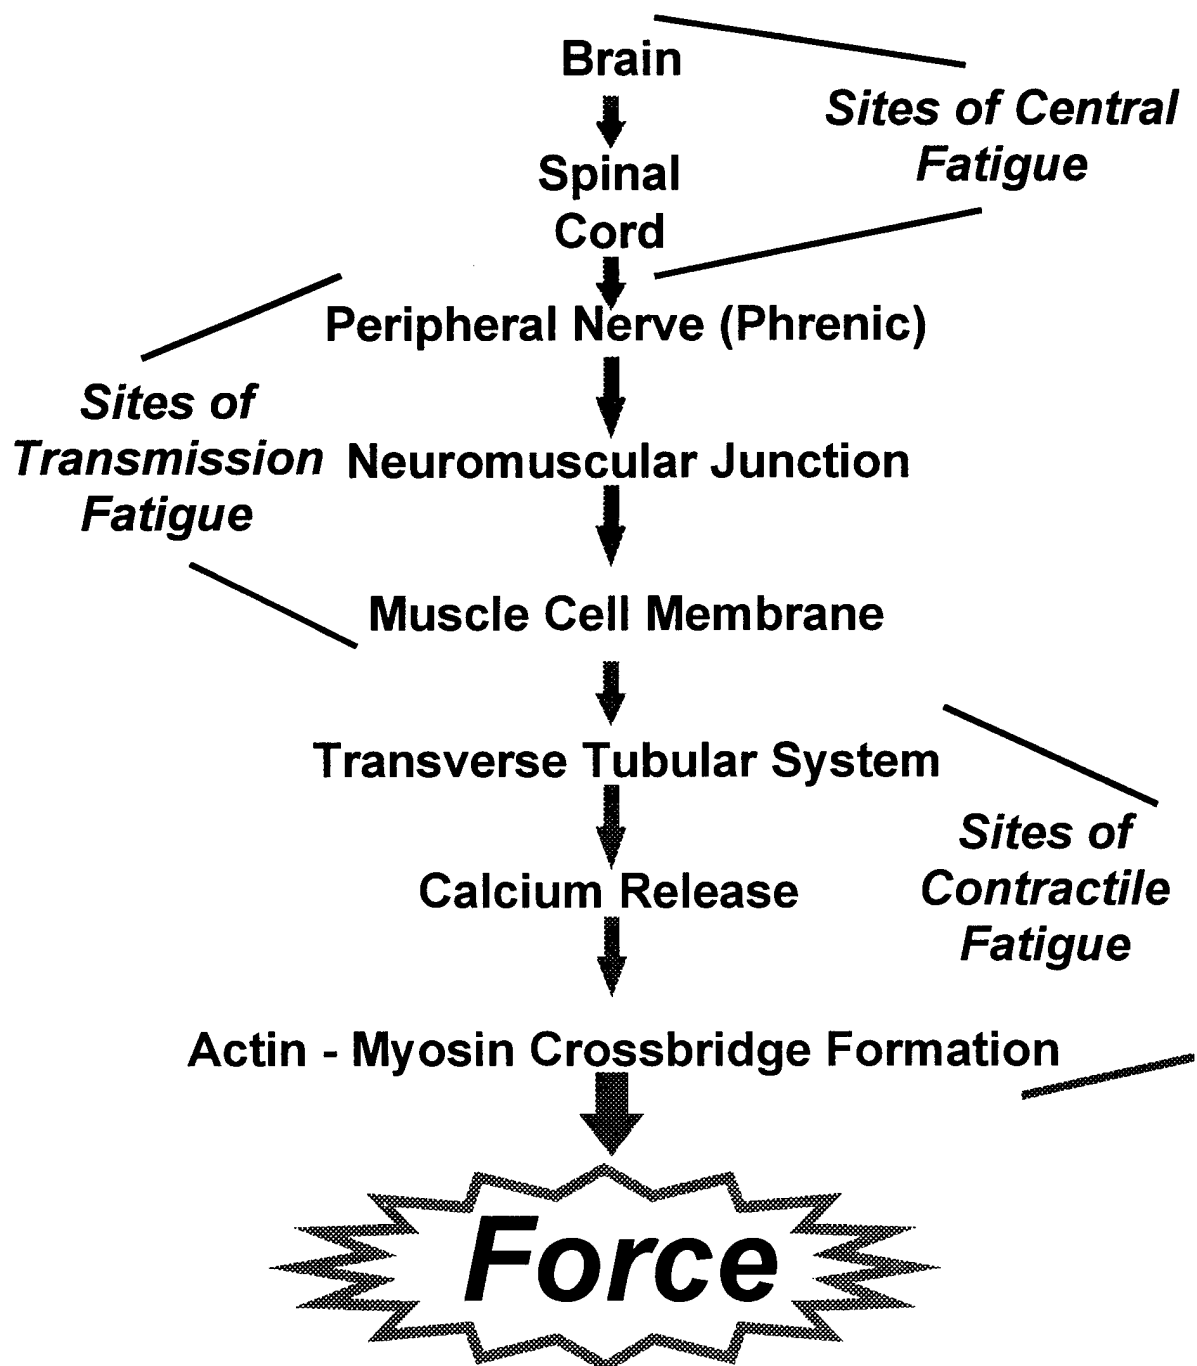 Brain
Sites of Central
Fatigue
Spinal
Cord
Peripheral Nerve (Phrenic)
Sites of
Transmission
Fatigue
Neuromuscular Junction
Muscle Cell Membrane
Transverse Tubular System
Sites of
Contractile
Fatigue
Calcium Release
Actin - Myosin Crossbridge Formation
Force